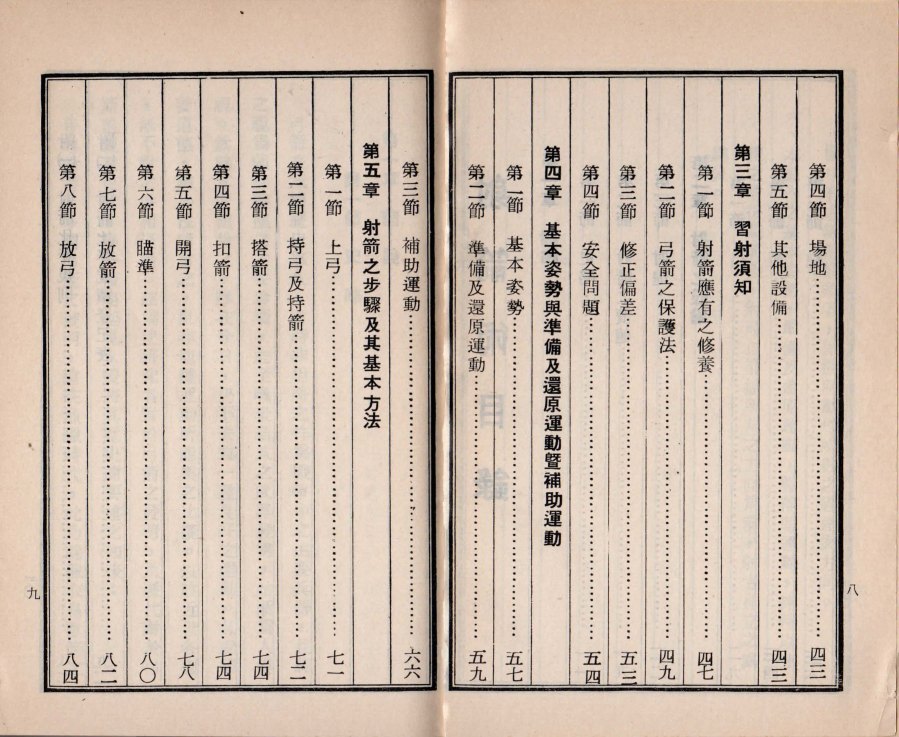 第四節 場地……四三
第五節 其他設備……四三
第三章 習射須知
第一節 射箭應有之修養……四七
第二節 弓箭之保護法……四九
第三節 修正偏差……五三
第四節 安全問題……五四
第四章 基本姿勢與準備及還原運動暨補助運動
第一節 基本姿勢……五七
第二節 準備及還原運動……五九
八
第三節 補助運動……六六
第五章 射箭之步驟及其基本方法
第一節 上弓……七一
第二節 持弓及持箭……七二
第三節 搭箭……七四
第四節 扣箭……七四
第五節 開弓……七八
第六節 瞄準……八〇
第七節 放箭……八二
第八節 放弓……八四
九